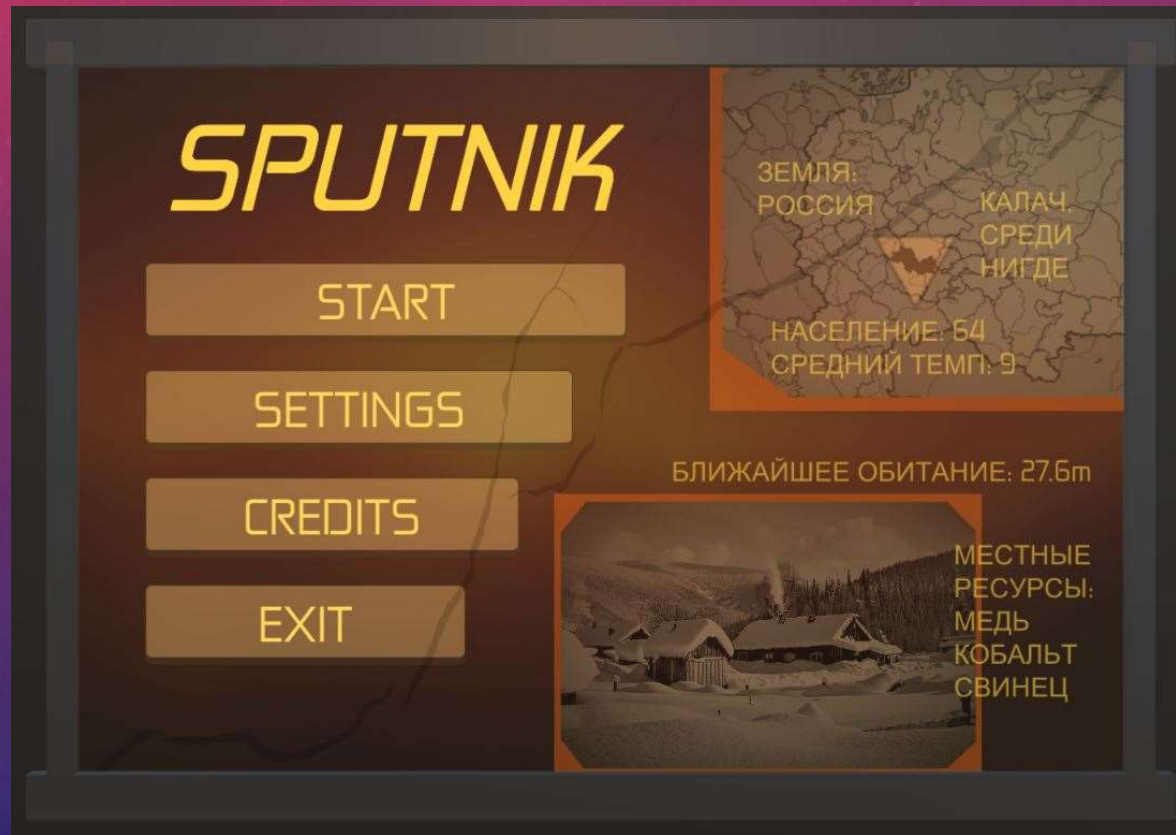 SPUTNIK
START
SETTINGS
CREDITS
EXIT
ЗЕМЛЯ:
РОССИЯ
КАЛАЧ,
СРЕДИ
НИГДЕ
НАСЕЛЕНИЕ: 64
СРЕДНИЙ ТЕМП: 9
БЛИЖАЙШЕЕ ОБИТАНИЕ: 27.6m
МЕСТНЫЕ
РЕСУРСЫ:
МЕДЬ
КОБАЛЬТ
СВИНЕЦ